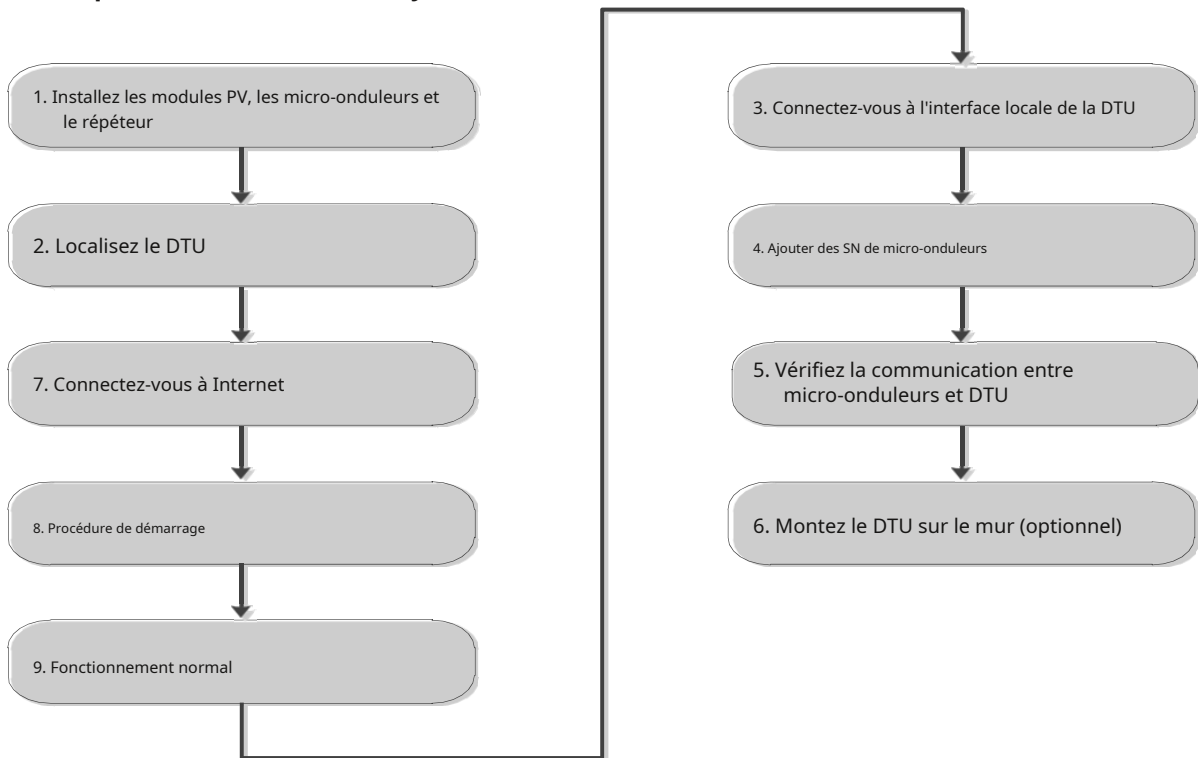 1. Installez les modules PV, les micro-onduleurs et
le répéteur
2. Localisez le DTU
7. Connectez-vous à Internet
8. Procédure de démarrage
9. Fonctionnement normal
3. Connectez-vous à l'interface locale de la DTU
4. Ajouter des SN de micro-onduleurs
5. Vérifiez la communication entre
micro-onduleurs et DTU
6. Montez le DTU sur le mur (optionnel)